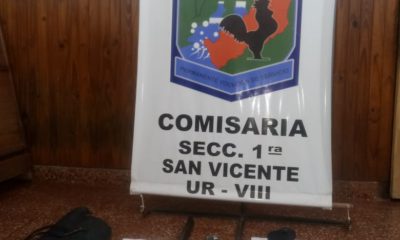 COMISARIA
SECC. 1ra
SAN VICENTE
UR - VIII